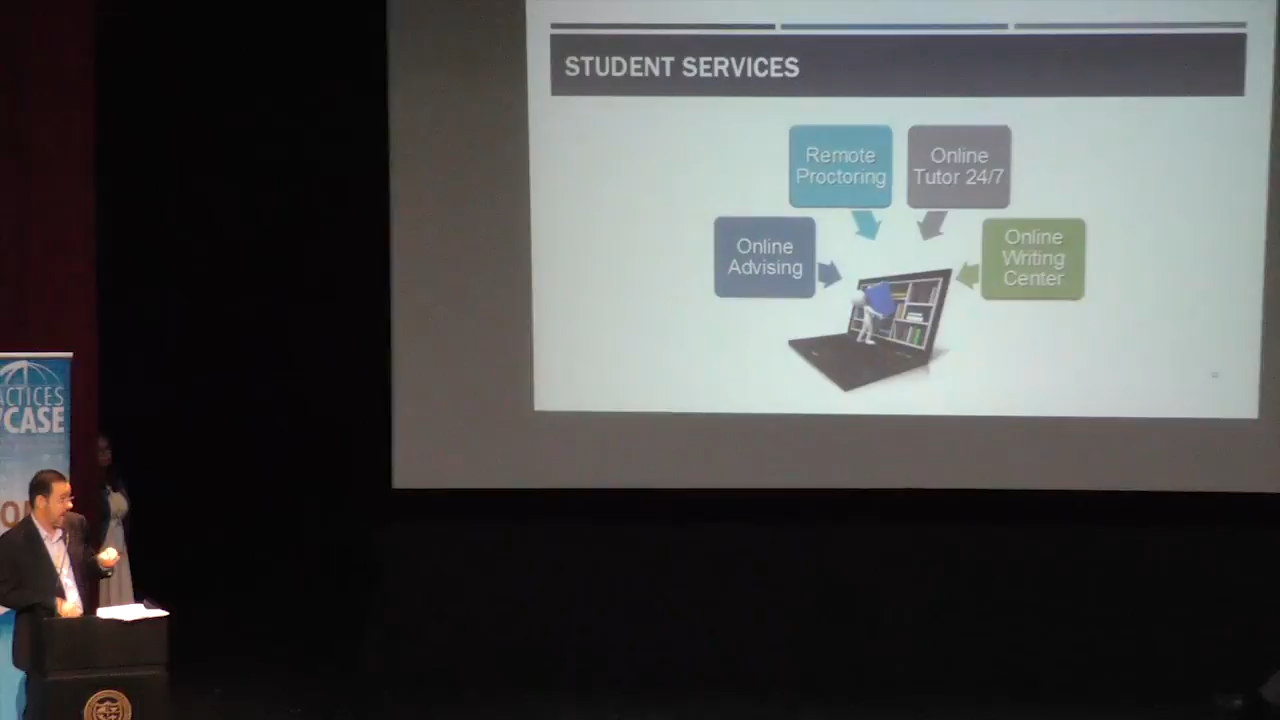 STUDENT SERVICES
Remote
Proctoring
Online
Tutor 24/7
Online
Advising
Online
Writing
Center
ACTICES
CASE